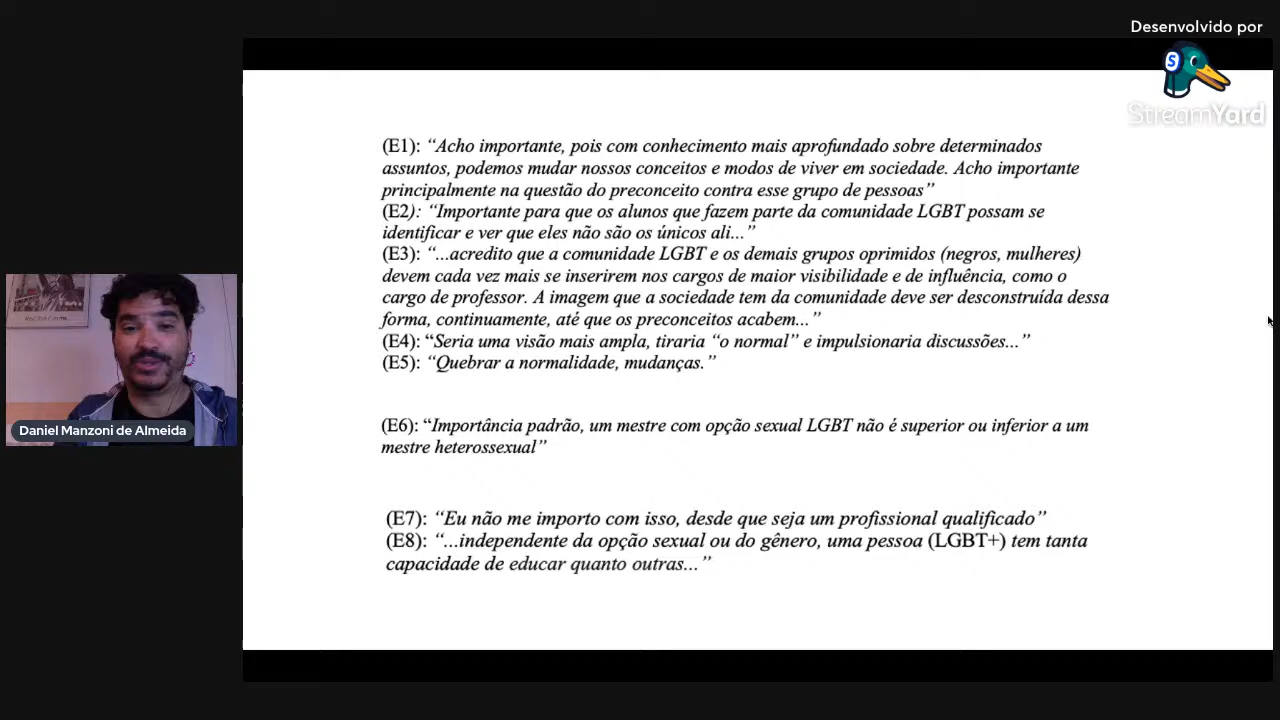 Desenvolvido por
S
StreamYard
(E1): “Acho importante, pois com conhecimento mais aprofundado sobre determinados
assuntos, podemos mudar nossos conceitos e modos de viver em sociedade. Acho importante
principalmente na questão do preconceito contra esse grupo de pessoas”
(E2): “Importante para que os alunos que fazem parte da comunidade LGBT possam se
identificar e ver que eles não são os únicos ali...”
(E3): “...acredito que a comunidade LGBT e os demais grupos oprimidos (negros, mulheres)
devem cada vez mais se inserirem nos cargos de maior visibilidade e de influência, como o
cargo de professor. A imagem que a sociedade tem da comunidade deve ser desconstruída dessa
forma, continuamente, até que os preconceitos acabem...”
(E4): “Seria uma visão mais ampla, tiraria “o normal” e impulsionaria discussões...”
(E5): “Quebrar a normalidade, mudanças.”
(E6): “Importância padrão, um mestre com opção sexual LGBT não é superior ou inferior a um
mestre heterossexual”
(E7): “Eu não me importo com isso, desde que seja um profissional qualificado”
(E8): “...independente da opção sexual ou do gênero, uma pessoa (LGBT+) tem tanta
capacidade de educar quanto outras...”
Daniel Manzoni de Almeida